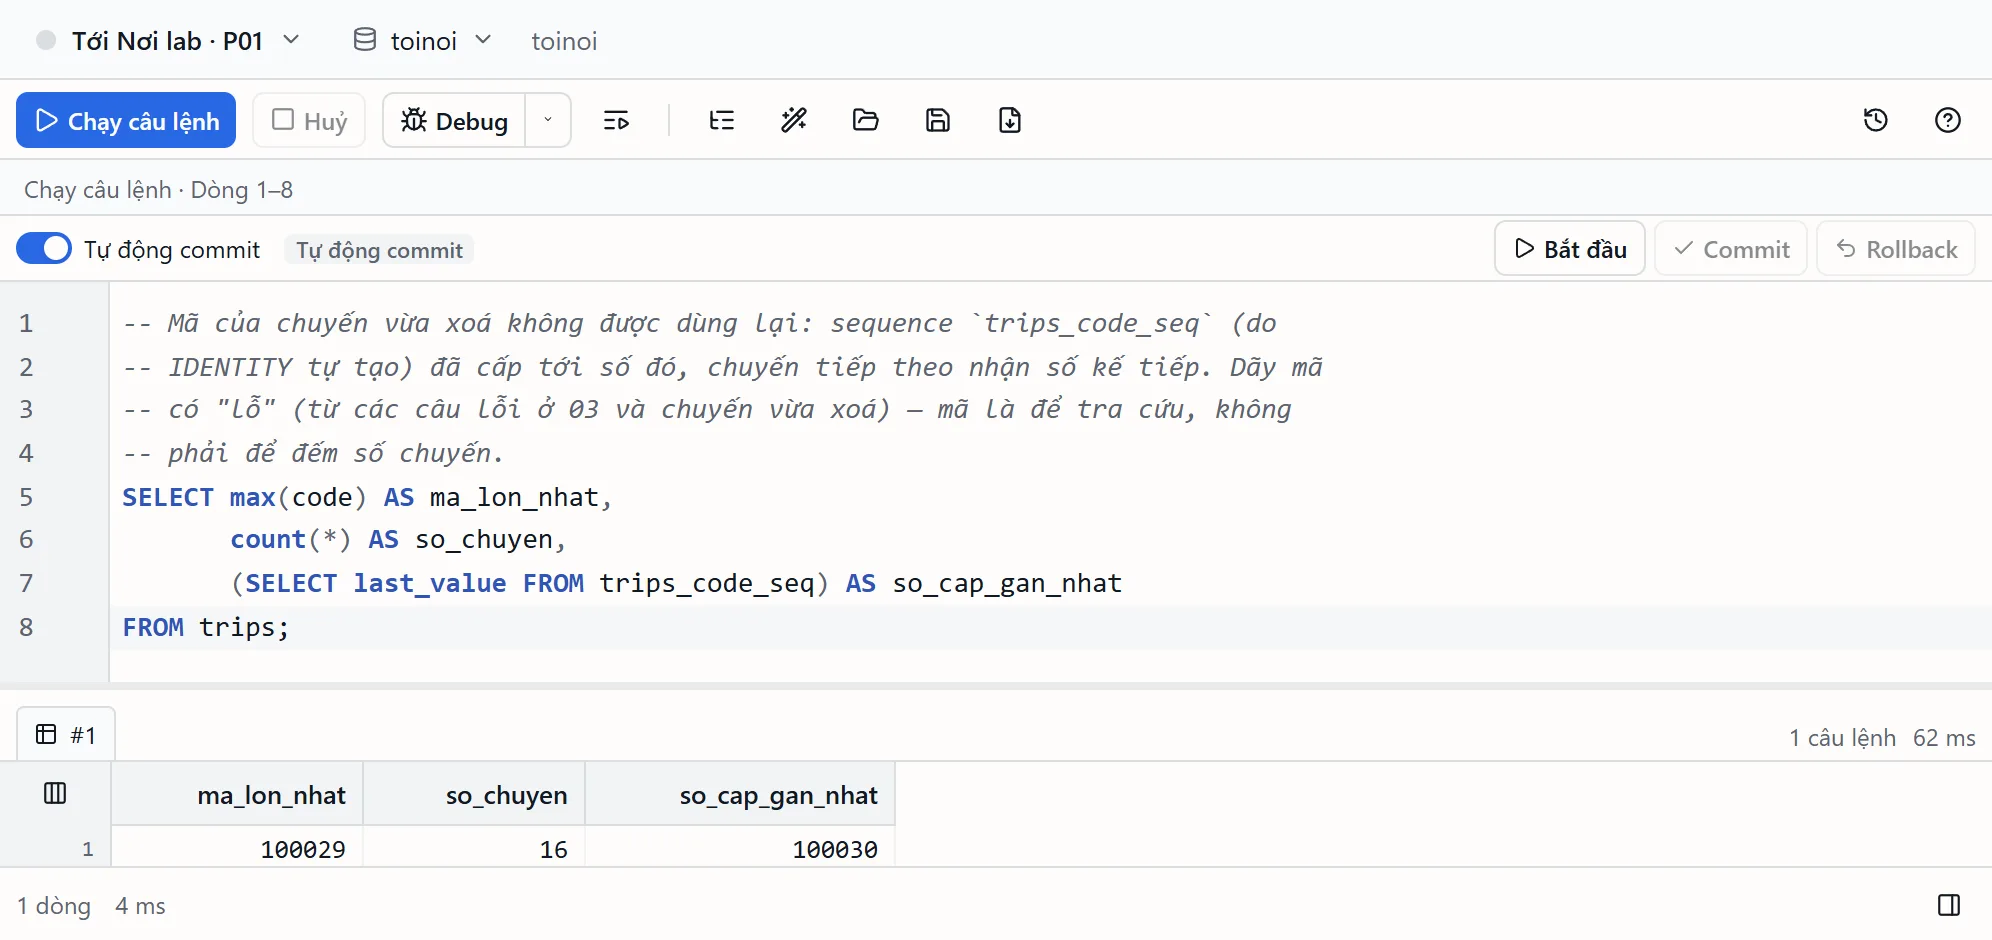 Tới Nơi lab · P01
toinoi
toinoi
Chạy câu lệnh
Huỷ
Debug
Chạy câu lệnh · Dòng 1–8
Tự động commit
Tự động commit
Bắt đầu
Commit
Rollback
1 -- Mã của chuyến vừa xoá không được dùng lại: sequence `trips_code_seq` (do
2 -- IDENTITY tự tạo) đã cấp tới số đó, chuyến tiếp theo nhận số kế tiếp. Dãy mã
3 -- có "lỗ" (từ các câu lỗi ở 03 và chuyến vừa xoá) — mã là để tra cứu, không
4 -- phải để đếm số chuyến.
5 SELECT max(code) AS ma_lon_nhat,
6 count(*) AS so_chuyen,
7 (SELECT last_value FROM trips_code_seq) AS so_cap_gan_nhat
8 FROM trips;
#1
1 câu lệnh 62 ms
ma_lon_nhat so_chuyen so_cap_gan_nhat
1 100029 16 100030
1 dòng 4 ms